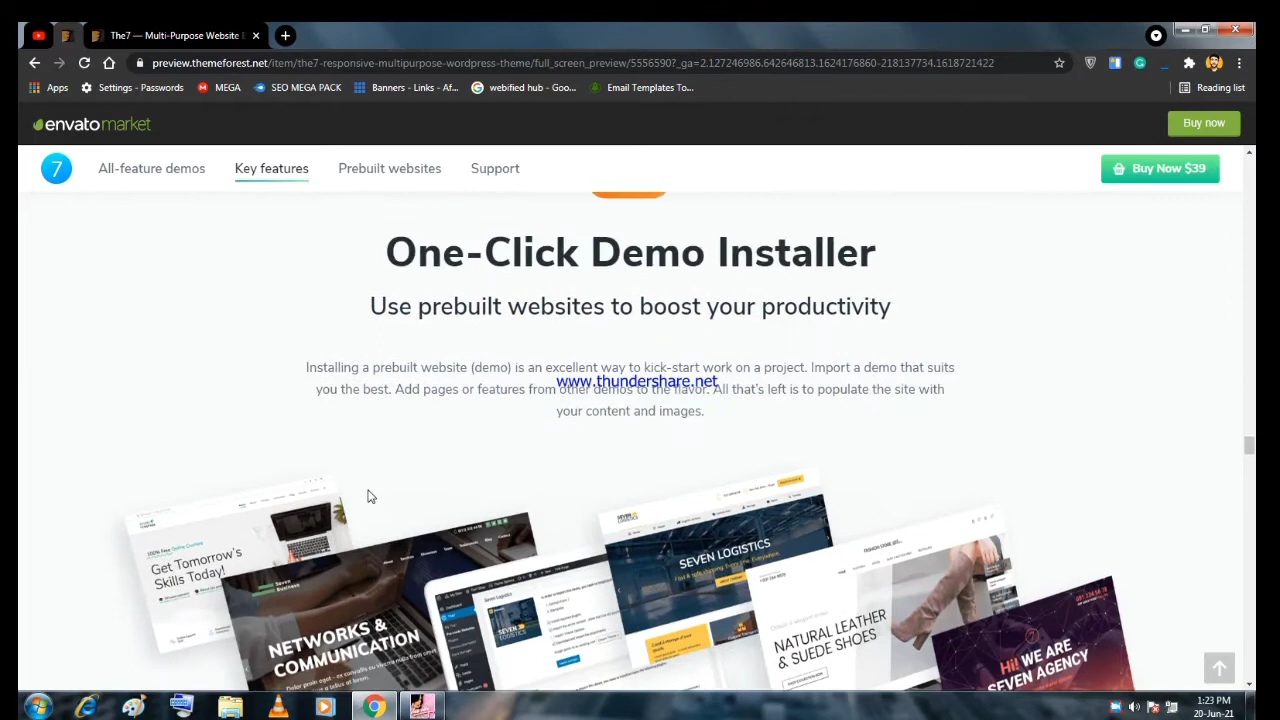 The7 — Multi-Purpose Website
preview.themeforest.net/item/the7-responsive-multipurpose-wordpress-theme/full_screen_preview/5556590?_ga=2.127246986.642646813.1624176860-218137734.1618721422
Apps Settings - Passwords MEGA SEO MEGA PACK Banners - Links - Af... webified hub - Goo... Email Templates To... Reading list
envatomarket Buy now
7 All-feature demos Key features Prebuilt websites Support Buy Now $39
One-Click Demo Installer
Use prebuilt websites to boost your productivity
Installing a prebuilt website (demo) is an excellent way to kick-start work on a project. Import a demo that suits
www.thundershare.net
you the best. Add pages or features from other demos to the flavor. All that's left is to populate the site with
your content and images.
Get Tomorrow's
Skills Today!
NETWORKS &
COMMUNICATION
SEVEN LOGISTICS
NATURAL LEATHER
& SUEDE SHOES
Hi! WE ARE
SEVEN AGENCY
1:23 PM
20-Jun-21